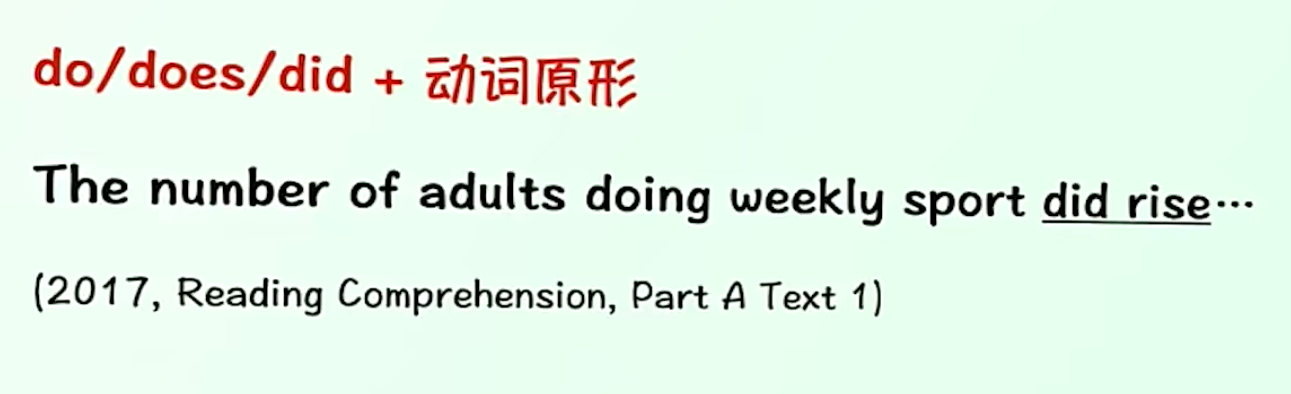 do/does/did + 动词原形
The number of adults doing weekly sport did rise…
(2017, Reading Comprehension, Part A Text 1)